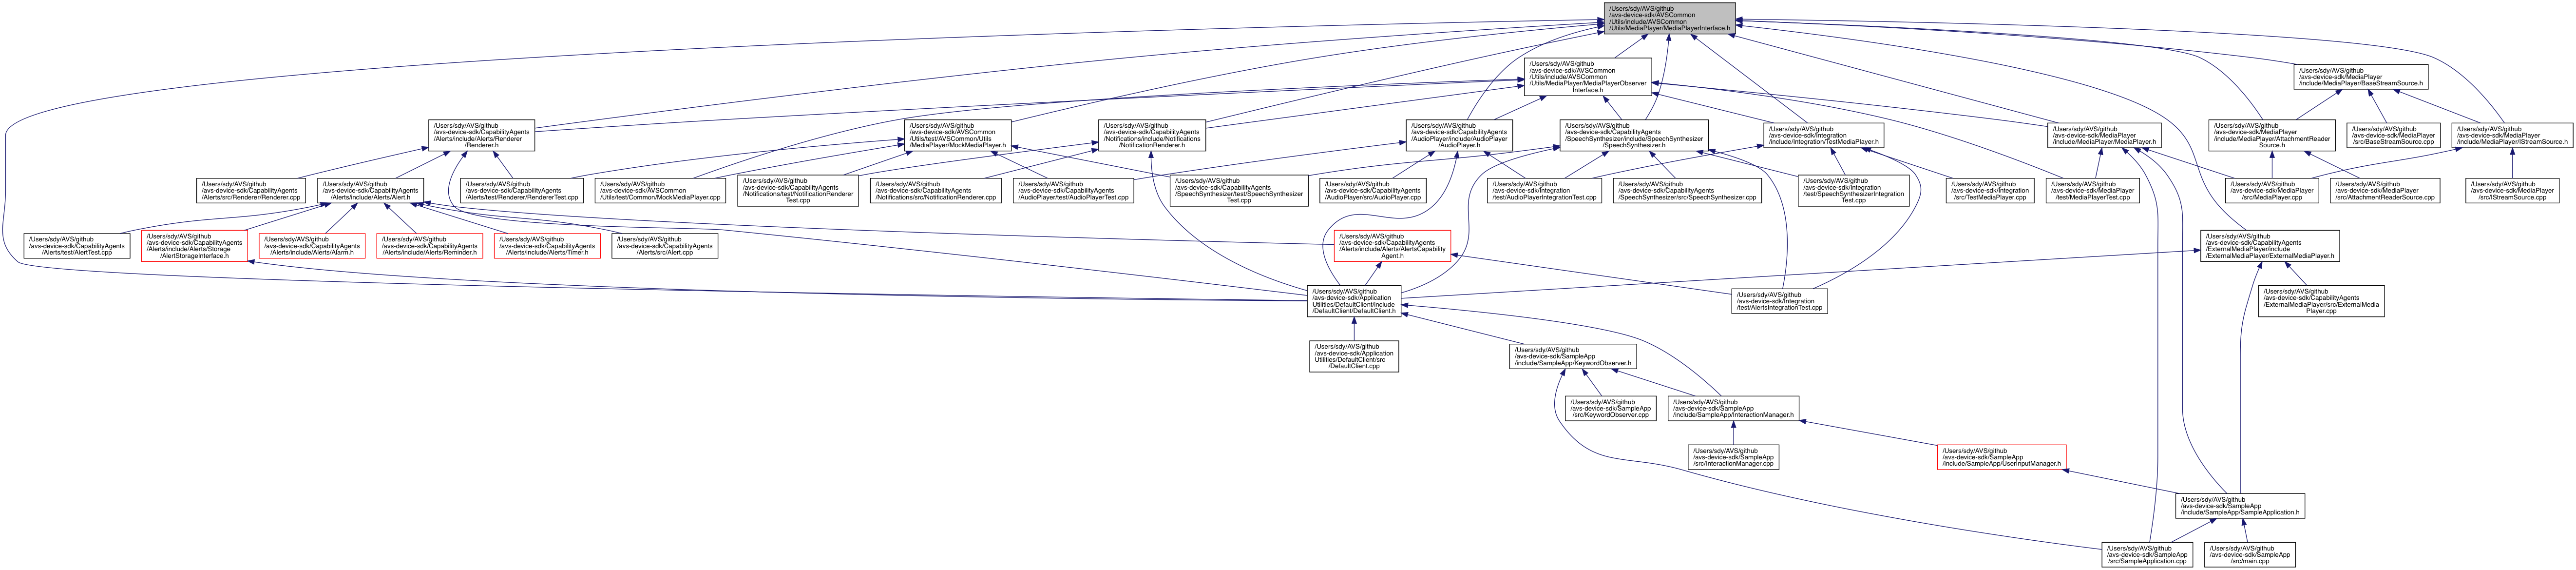 /Users/sdy/AVS/github
/avs-device-sdk/AVSCommon
/Utils/include/AVSCommon
/Utils/MediaPlayer/MediaPlayerInterface.h
/Users/sdy/AVS/github
/avs-device-sdk/AVSCommon
/Utils/include/AVSCommon
/Utils/MediaPlayer/MediaPlayerObserver
Interface.h
/Users/sdy/AVS/github
/avs-device-sdk/MediaPlayer
/include/MediaPlayer/BaseStreamSource.h
/Users/sdy/AVS/github
/avs-device-sdk/CapabilityAgents
/Alerts/include/Alerts/Renderer
/Renderer.h
/Users/sdy/AVS/github
/avs-device-sdk/AVSCommon
/Utils/test/AVSCommon/Utils
/MediaPlayer/MockMediaPlayer.h
/Users/sdy/AVS/github
/avs-device-sdk/CapabilityAgents
/Notifications/include/Notifications
/NotificationRenderer.h
/Users/sdy/AVS/github
/avs-device-sdk/CapabilityAgents
/AudioPlayer/include/AudioPlayer
/AudioPlayer.h
/Users/sdy/AVS/github
/avs-device-sdk/CapabilityAgents
/SpeechSynthesizer/include/SpeechSynthesizer
/SpeechSynthesizer.h
/Users/sdy/AVS/github
/avs-device-sdk/Integration
/include/Integration/TestMediaPlayer.h
/Users/sdy/AVS/github
/avs-device-sdk/MediaPlayer
/include/MediaPlayer/MediaPlayer.h
/Users/sdy/AVS/github
/avs-device-sdk/MediaPlayer
/include/MediaPlayer/AttachmentReader
Source.h
/Users/sdy/AVS/github
/avs-device-sdk/MediaPlayer
/src/BaseStreamSource.cpp
/Users/sdy/AVS/github
/avs-device-sdk/MediaPlayer
/include/MediaPlayer/IStreamSource.h
/Users/sdy/AVS/github
/avs-device-sdk/CapabilityAgents
/Alerts/src/Renderer/Renderer.cpp
/Users/sdy/AVS/github
/avs-device-sdk/CapabilityAgents
/Alerts/include/Alerts/Alert.h
/Users/sdy/AVS/github
/avs-device-sdk/CapabilityAgents
/Alerts/test/Renderer/RendererTest.cpp
/Users/sdy/AVS/github
/avs-device-sdk/AVSCommon
/Utils/test/Common/MockMediaPlayer.cpp
/Users/sdy/AVS/github
/avs-device-sdk/CapabilityAgents
/Notifications/test/NotificationRenderer
Test.cpp
/Users/sdy/AVS/github
/avs-device-sdk/CapabilityAgents
/Notifications/src/NotificationRenderer.cpp
/Users/sdy/AVS/github
/avs-device-sdk/CapabilityAgents
/AudioPlayer/test/AudioPlayerTest.cpp
/Users/sdy/AVS/github
/avs-device-sdk/CapabilityAgents
/SpeechSynthesizer/test/SpeechSynthesizer
Test.cpp
/Users/sdy/AVS/github
/avs-device-sdk/CapabilityAgents
/AudioPlayer/src/AudioPlayer.cpp
/Users/sdy/AVS/github
/avs-device-sdk/Integration
/test/AudioPlayerIntegrationTest.cpp
/Users/sdy/AVS/github
/avs-device-sdk/CapabilityAgents
/SpeechSynthesizer/src/SpeechSynthesizer.cpp
/Users/sdy/AVS/github
/avs-device-sdk/Integration
/test/SpeechSynthesizerIntegration
Test.cpp
/Users/sdy/AVS/github
/avs-device-sdk/Integration
/src/TestMediaPlayer.cpp
/Users/sdy/AVS/github
/avs-device-sdk/MediaPlayer
/test/MediaPlayerTest.cpp
/Users/sdy/AVS/github
/avs-device-sdk/MediaPlayer
/src/MediaPlayer.cpp
/Users/sdy/AVS/github
/avs-device-sdk/MediaPlayer
/src/AttachmentReaderSource.cpp
/Users/sdy/AVS/github
/avs-device-sdk/MediaPlayer
/src/IStreamSource.cpp
/Users/sdy/AVS/github
/avs-device-sdk/CapabilityAgents
/Alerts/test/AlertTest.cpp
/Users/sdy/AVS/github
/avs-device-sdk/CapabilityAgents
/Alerts/include/Alerts/Storage
/AlertStorageInterface.h
/Users/sdy/AVS/github
/avs-device-sdk/CapabilityAgents
/Alerts/include/Alerts/Alarm.h
/Users/sdy/AVS/github
/avs-device-sdk/CapabilityAgents
/Alerts/include/Alerts/Reminder.h
/Users/sdy/AVS/github
/avs-device-sdk/CapabilityAgents
/Alerts/include/Alerts/Timer.h
/Users/sdy/AVS/github
/avs-device-sdk/CapabilityAgents
/Alerts/src/Alert.cpp
/Users/sdy/AVS/github
/avs-device-sdk/CapabilityAgents
/Alerts/include/Alerts/AlertsCapability
Agent.h
/Users/sdy/AVS/github
/avs-device-sdk/CapabilityAgents
/ExternalMediaPlayer/include
/ExternalMediaPlayer/ExternalMediaPlayer.h
/Users/sdy/AVS/github
/avs-device-sdk/Application
Utilities/DefaultClient/include
/DefaultClient/DefaultClient.h
/Users/sdy/AVS/github
/avs-device-sdk/Integration
/test/AlertsIntegrationTest.cpp
/Users/sdy/AVS/github
/avs-device-sdk/CapabilityAgents
/ExternalMediaPlayer/src/ExternalMedia
Player.cpp
/Users/sdy/AVS/github
/avs-device-sdk/Application
Utilities/DefaultClient/src
/DefaultClient.cpp
/Users/sdy/AVS/github
/avs-device-sdk/SampleApp
/include/SampleApp/KeywordObserver.h
/Users/sdy/AVS/github
/avs-device-sdk/SampleApp
/src/KeywordObserver.cpp
/Users/sdy/AVS/github
/avs-device-sdk/SampleApp
/include/SampleApp/InteractionManager.h
/Users/sdy/AVS/github
/avs-device-sdk/SampleApp
/src/InteractionManager.cpp
/Users/sdy/AVS/github
/avs-device-sdk/SampleApp
/include/SampleApp/UserInputManager.h
/Users/sdy/AVS/github
/avs-device-sdk/SampleApp
/include/SampleApp/SampleApplication.h
/Users/sdy/AVS/github
/avs-device-sdk/SampleApp
/src/SampleApplication.cpp
/Users/sdy/AVS/github
/avs-device-sdk/SampleApp
/src/main.cpp